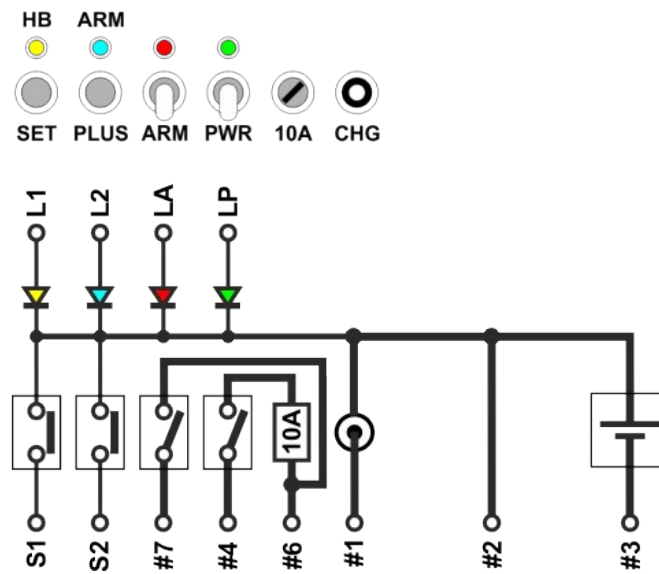 HB ARM
SET PLUS ARM PWR 10A CHG
L1 L2 LA LP
10A
S1 S2 #7 #4 #6 #1 #2 #3